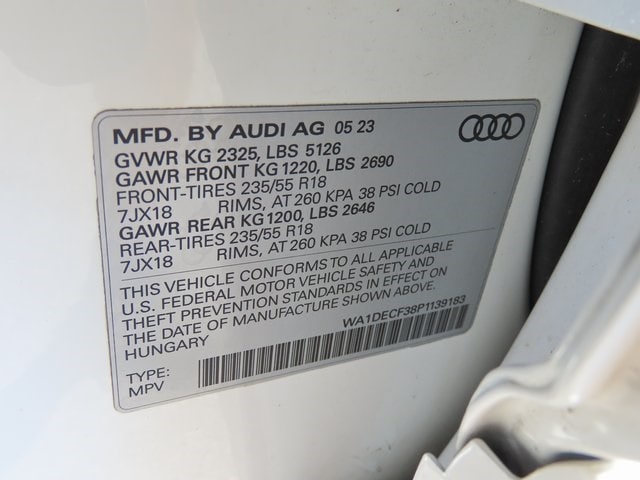 MFD. BY AUDI AG 05 23
GVWR KG 2325, LBS 5126
GAWR FRONT KG 1220, LBS 2690
FRONT-TIRES 235/55 R18
7JX18 RIMS, AT 260 KPA 38 PSI COLD
GAWR REAR KG 1200, LBS 2646
REAR-TIRES 235/55 R18
7JX18 RIMS, AT 260 KPA 38 PSI COLD
THIS VEHICLE CONFORMS TO ALL APPLICABLE
U.S. FEDERAL MOTOR VEHICLE SAFETY AND
THEFT PREVENTION STANDARDS IN EFFECT ON
THE DATE OF MANUFACTURE SHOWN ABOVE.
HUNGARY
WA1DECF38P1139183
TYPE:
MPV